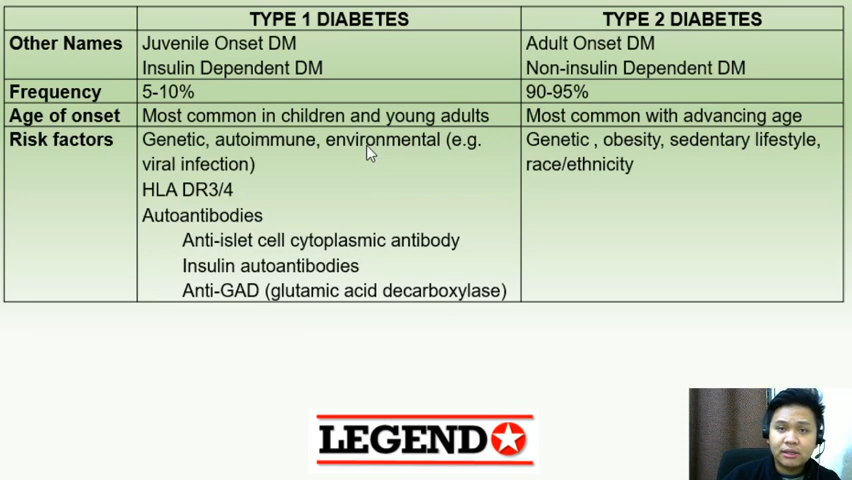 TYPE 1 DIABETES TYPE 2 DIABETES
Other Names Juvenile Onset DM Adult Onset DM
Insulin Dependent DM Non-insulin Dependent DM
Frequency 5-10% 90-95%
Age of onset Most common in children and young adults Most common with advancing age
Risk factors Genetic, autoimmune, environmental (e.g. Genetic , obesity, sedentary lifestyle,
viral infection) race/ethnicity
HLA DR3/4
Autoantibodies
Anti-islet cell cytoplasmic antibody
Insulin autoantibodies
Anti-GAD (glutamic acid decarboxylase)
LEGEND